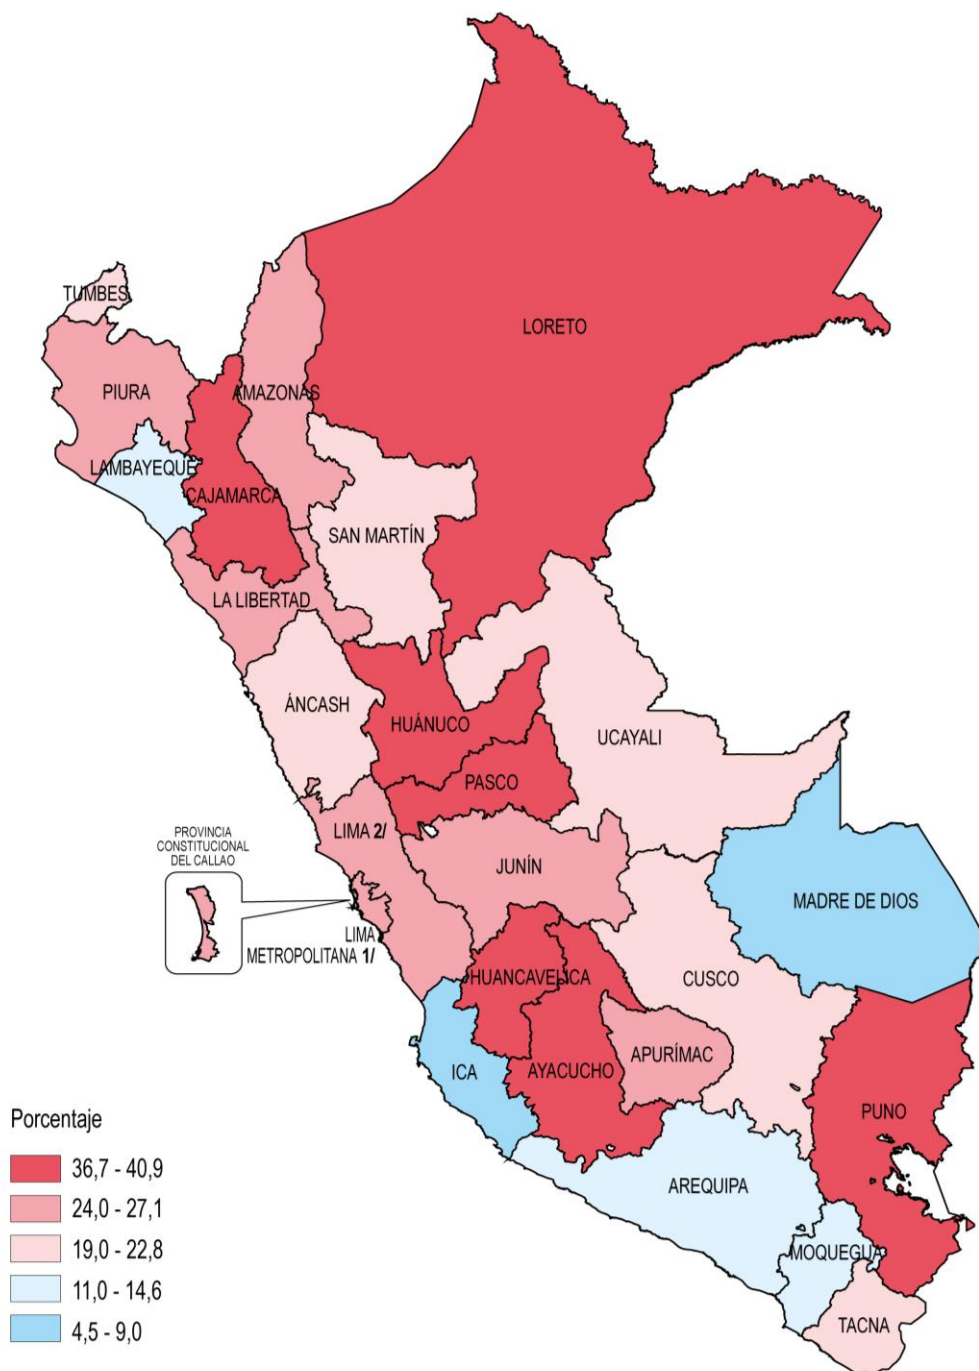 TUMBES
LORETO
PIURA
AMAZONAS
LAMBAYEQUE
CAJAMARCA
SAN MARTÍN
LA LIBERTAD
ÁNCASH
HUÁNUCO
UCAYALI
PASCO
LIMA 2/
PROVINCIA
CONSTITUCIONAL
DEL CALLAO
JUNÍN
MADRE DE DIOS
LIMA
METROPOLITANA 1/
HUANCAVELICA
CUSCO
APURÍMAC
ICA
AYACUCHO
PUNO
AREQUIPA
MOQUEGUA
TACNA
Porcentaje
36,7 - 40,9
24,0 - 27,1
19,0 - 22,8
11,0 - 14,6
4,5 - 9,0